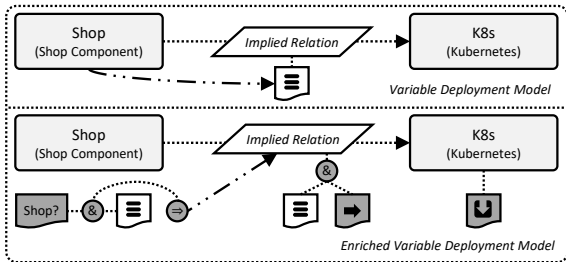 Shop
(Shop Component)
Implied Relation
K8s
(Kubernetes)
Variable Deployment Model
Shop
(Shop Component)
Implied Relation
K8s
(Kubernetes)
&
Shop?
&
⇒
Enriched Variable Deployment Model